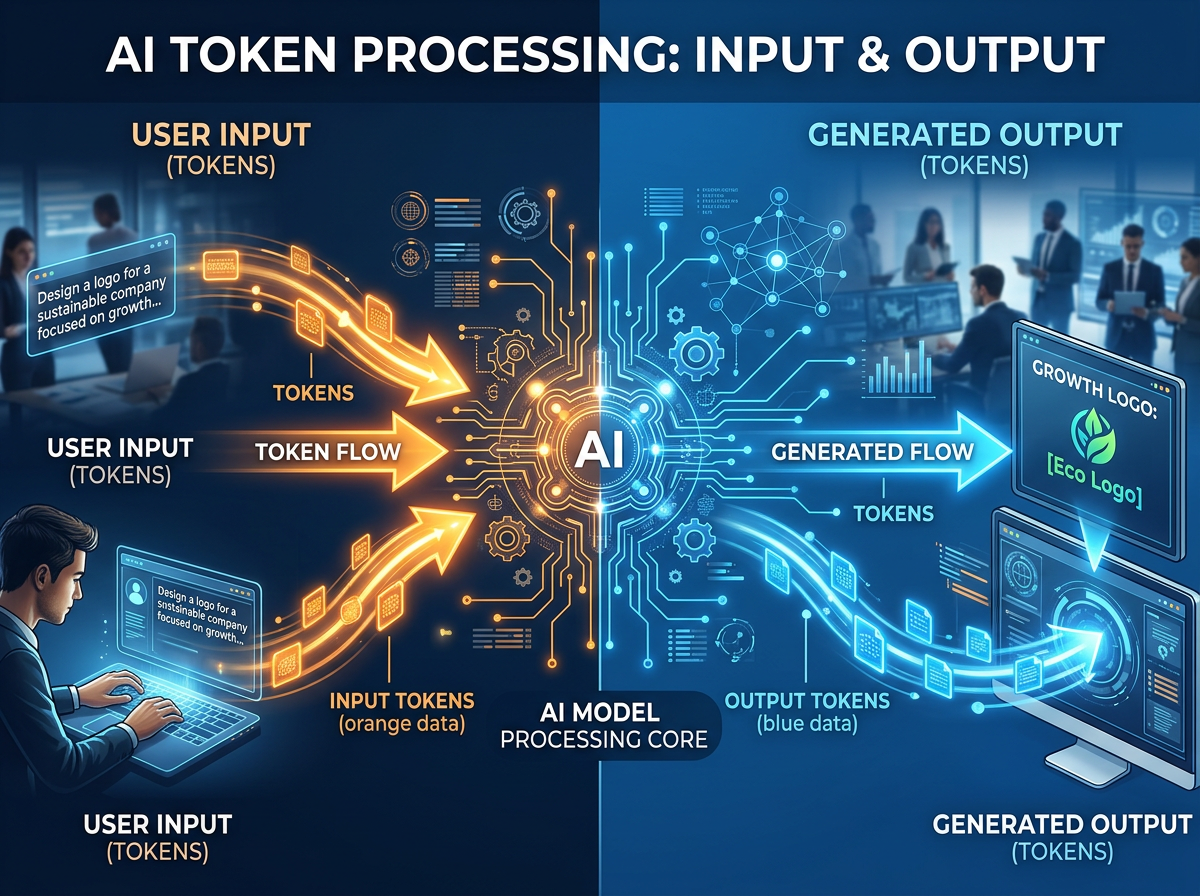 AI TOKEN PROCESSING: INPUT & OUTPUT
USER INPUT
(TOKENS)
GENERATED OUTPUT
(TOKENS)
Design a logo for a
sustainable company
focused on growth...
TOKENS
USER INPUT
(TOKENS)
TOKEN FLOW
AI
GENERATED FLOW
TOKENS
GROWTH LOGO:
[Eco Logo]
Design a logo for a
snstsinable company
focused on growth...
INPUT TOKENS
(orange data)
AI MODEL
PROCESSING CORE
OUTPUT TOKENS
(blue data)
USER INPUT
(TOKENS)
GENERATED OUTPUT
(TOKENS)